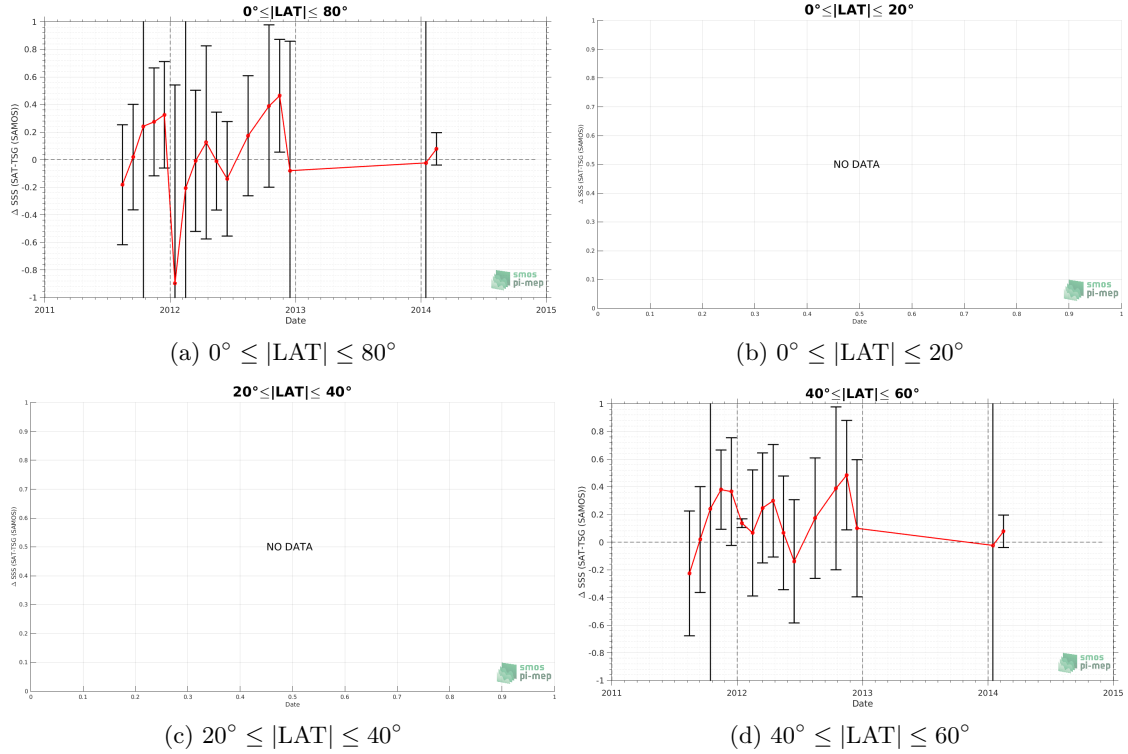 0°≤|LAT|≤ 80°
Δ SSS (SAT-TSG (SAMOS))
1
0.8
0.6
0.4
0.2
0
-0.2
-0.4
-0.6
-0.8
-1
2011 2012 2013 2014 2015
Date
smos
pi-mep
(a) 0° ≤ |LAT| ≤ 80°
0°≤|LAT|≤ 20°
Δ SSS (SAT-TSG (SAMOS))
1
0.9
0.8
0.7
0.6
0.5
0.4
0.3
0.2
0.1
0
NO DATA
0 0.1 0.2 0.3 0.4 0.5 0.6 0.7 0.8 0.9 1
Date
smos
pi-mep
(b) 0° ≤ |LAT| ≤ 20°
20°≤|LAT|≤ 40°
Δ SSS (SAT-TSG (SAMOS))
1
0.9
0.8
0.7
0.6
0.5
0.4
0.3
0.2
0.1
0
NO DATA
0 0.1 0.2 0.3 0.4 0.5 0.6 0.7 0.8 0.9 1
Date
smos
pi-mep
(c) 20° ≤ |LAT| ≤ 40°
40°≤|LAT|≤ 60°
Δ SSS (SAT-TSG (SAMOS))
1
0.8
0.6
0.4
0.2
0
-0.2
-0.4
-0.6
-0.8
-1
2011 2012 2013 2014 2015
Date
smos
pi-mep
(d) 40° ≤ |LAT| ≤ 60°